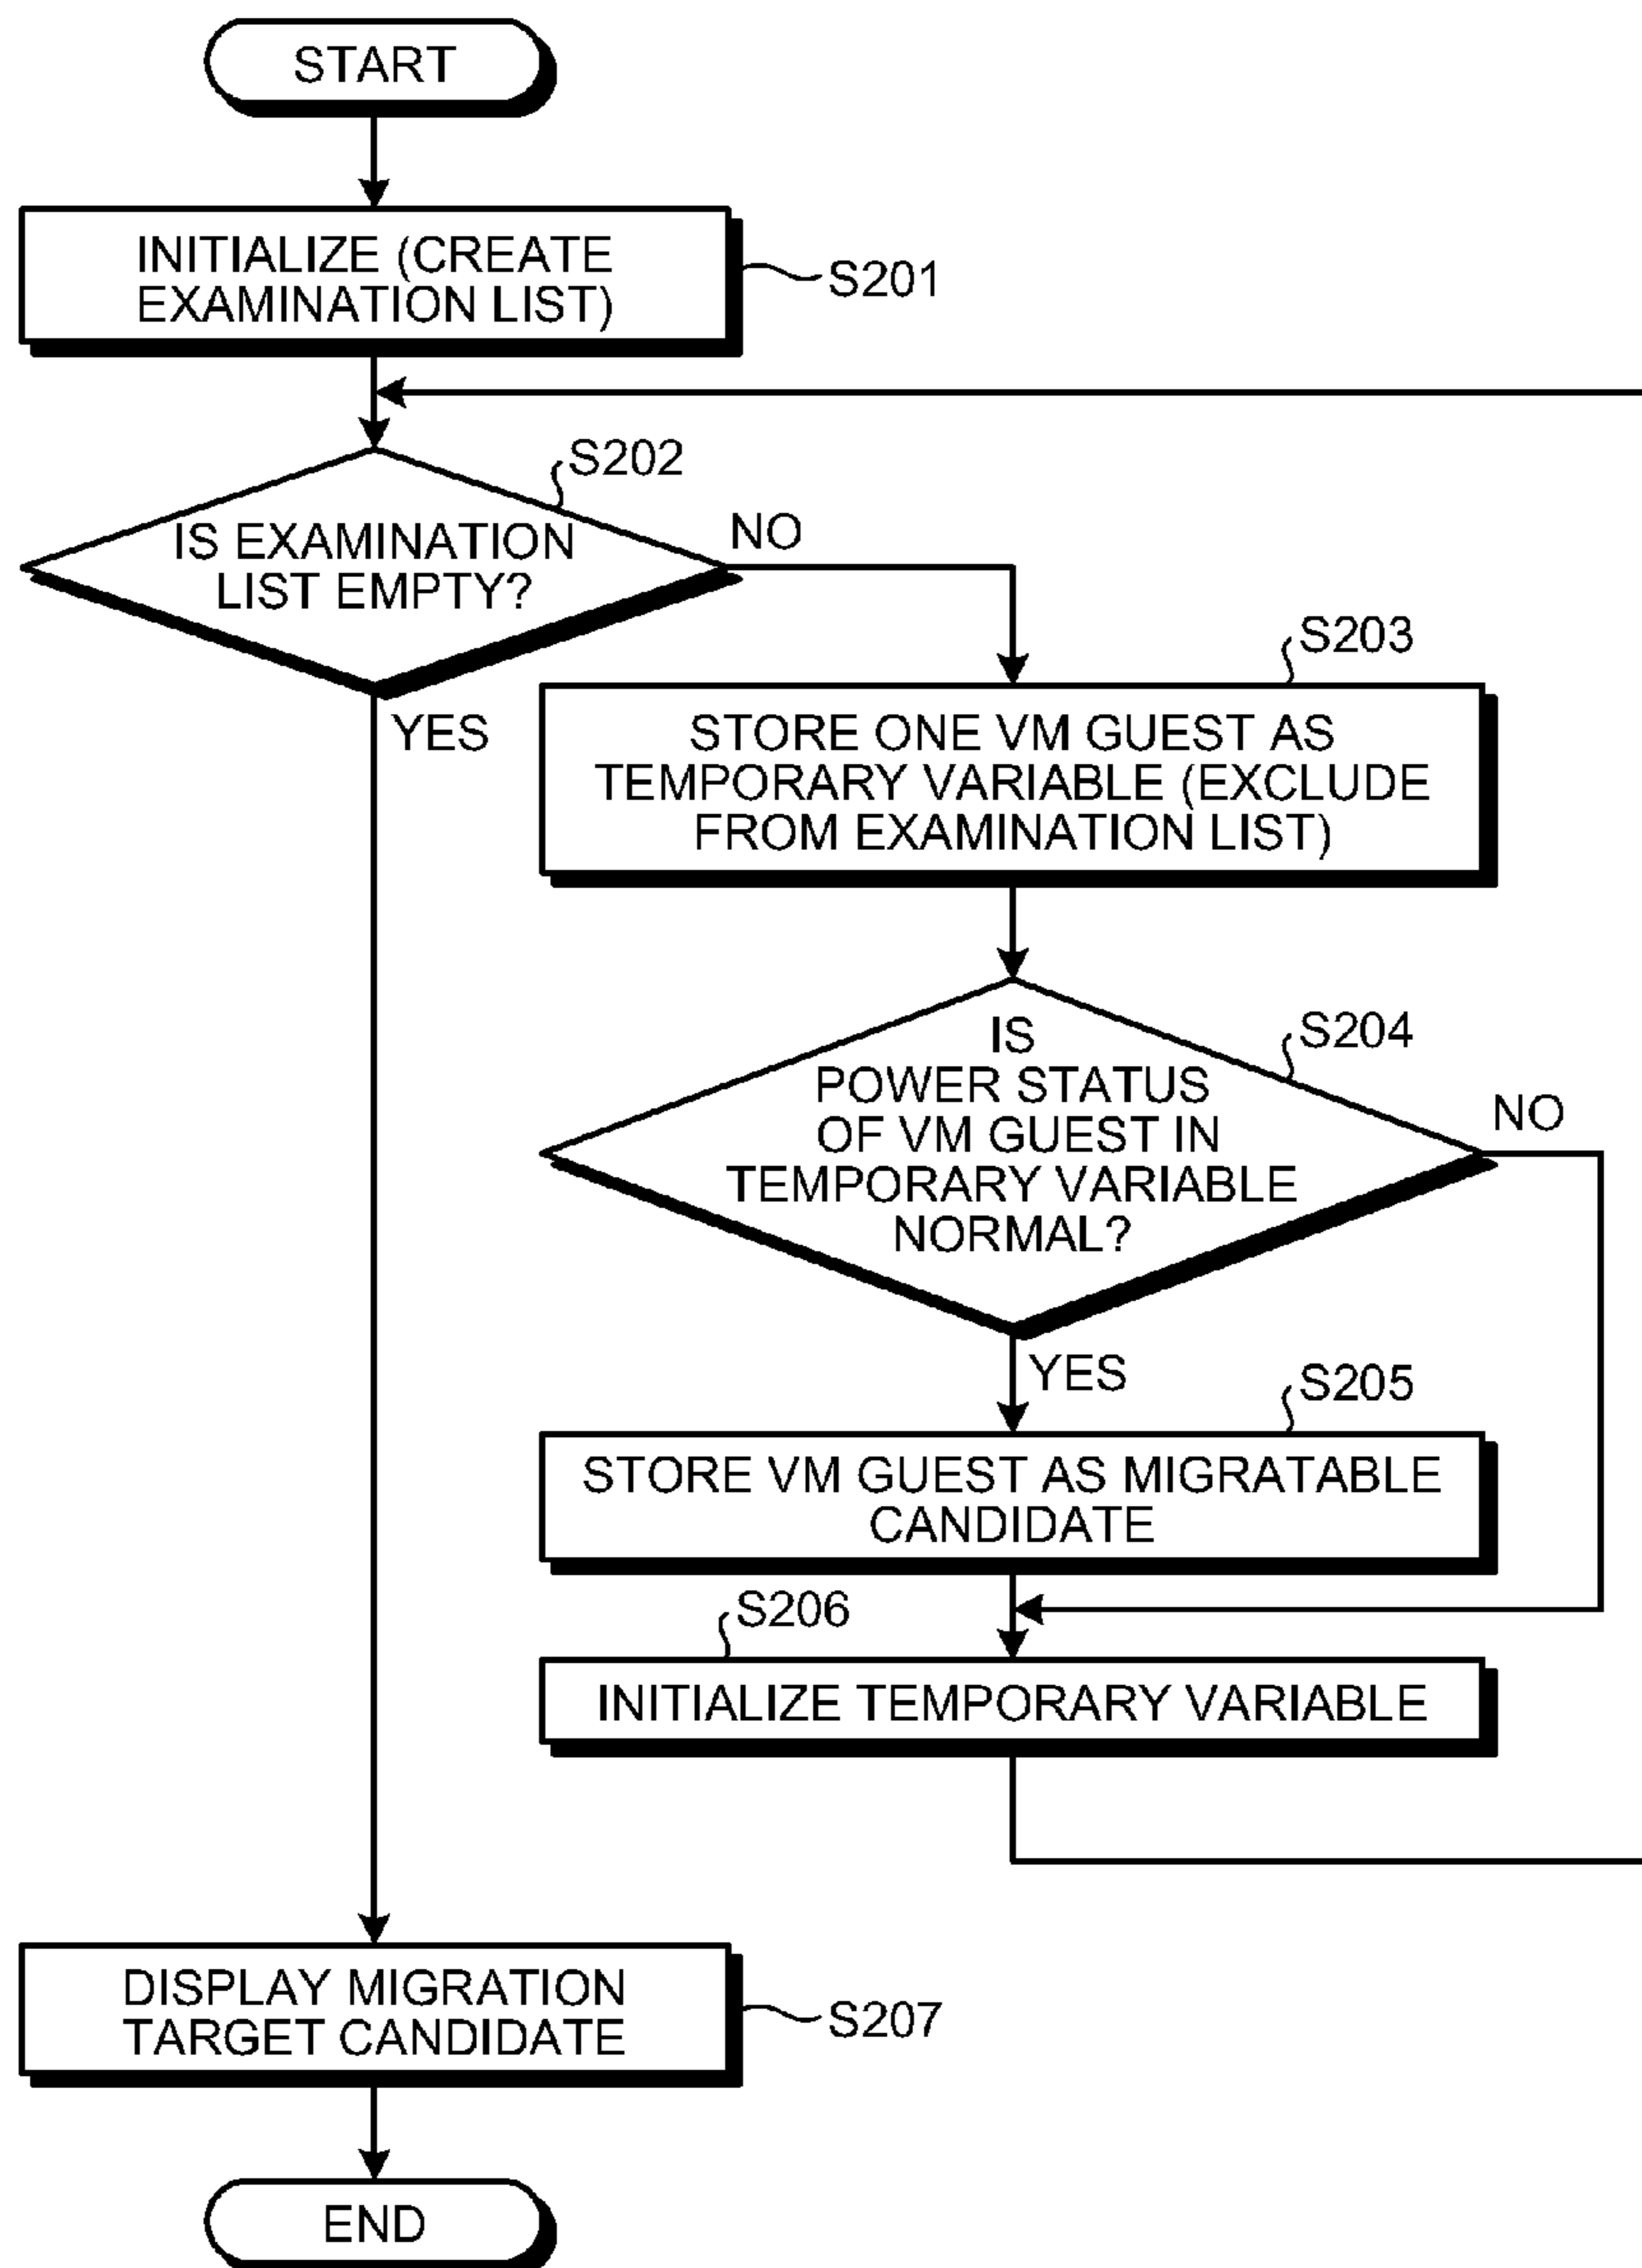 START
INITIALIZE (CREATE
EXAMINATION LIST)
S201
S202
IS EXAMINATION
LIST EMPTY?
NO
YES
S203
STORE ONE VM GUEST AS
TEMPORARY VARIABLE (EXCLUDE
FROM EXAMINATION LIST)
S204
IS
POWER STATUS
OF VM GUEST IN
TEMPORARY VARIABLE
NORMAL?
NO
YES
S205
STORE VM GUEST AS MIGRATABLE
CANDIDATE
S206
INITIALIZE TEMPORARY VARIABLE
DISPLAY MIGRATION
TARGET CANDIDATE
S207
END